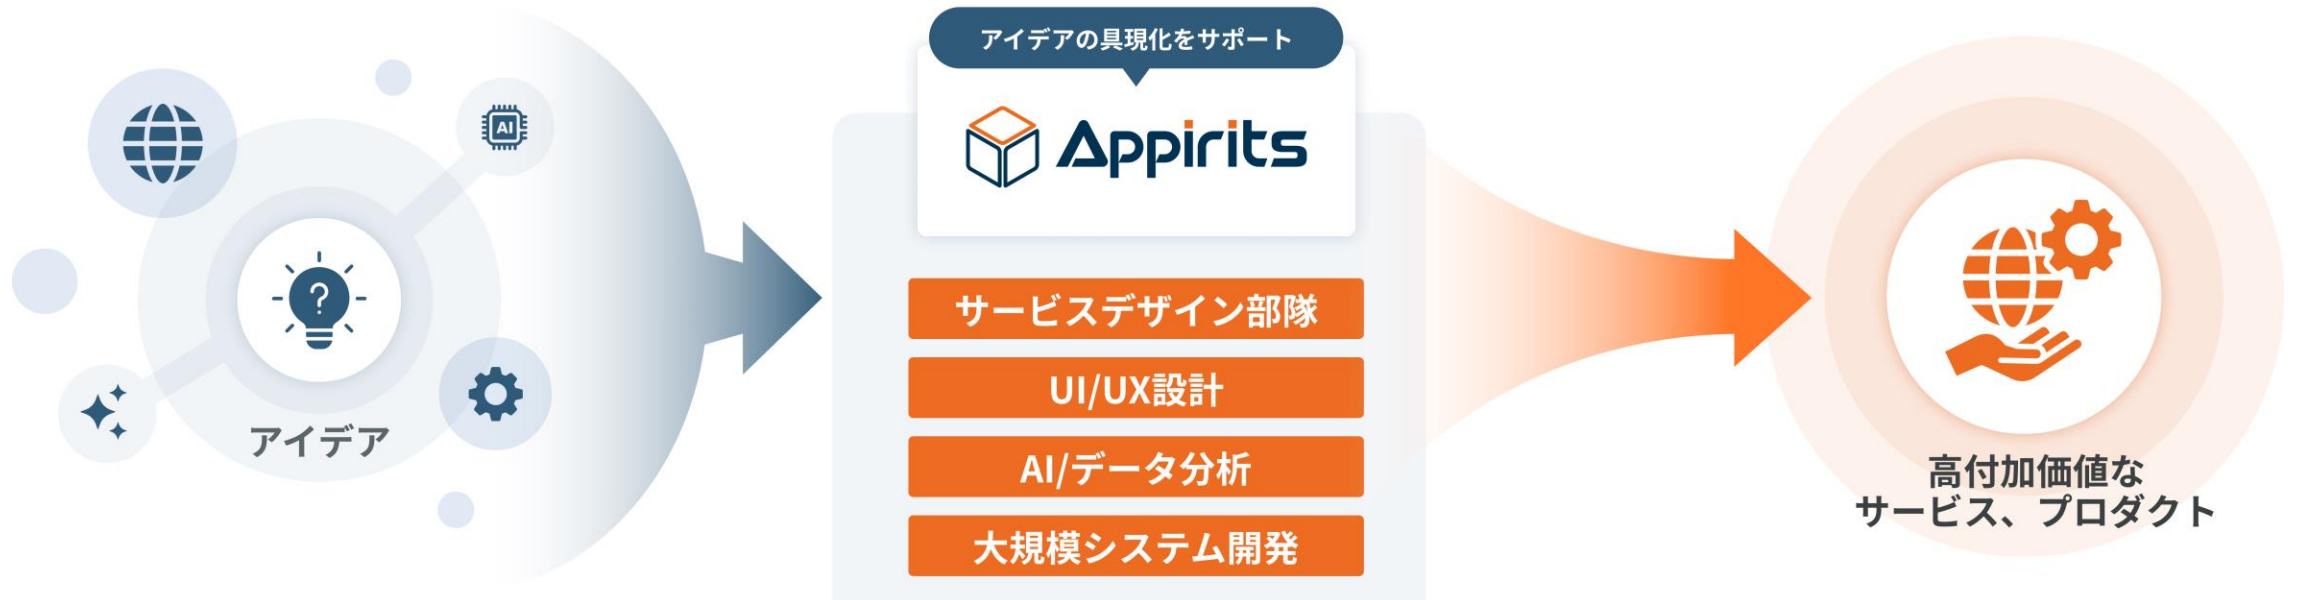 アイデアの具現化をサポート
Appirits
AI
?
アイデア
サービスデザイン部隊
UI/UX設計
AI/データ分析
大規模システム開発
高付加価値な
サービス、プロダクト